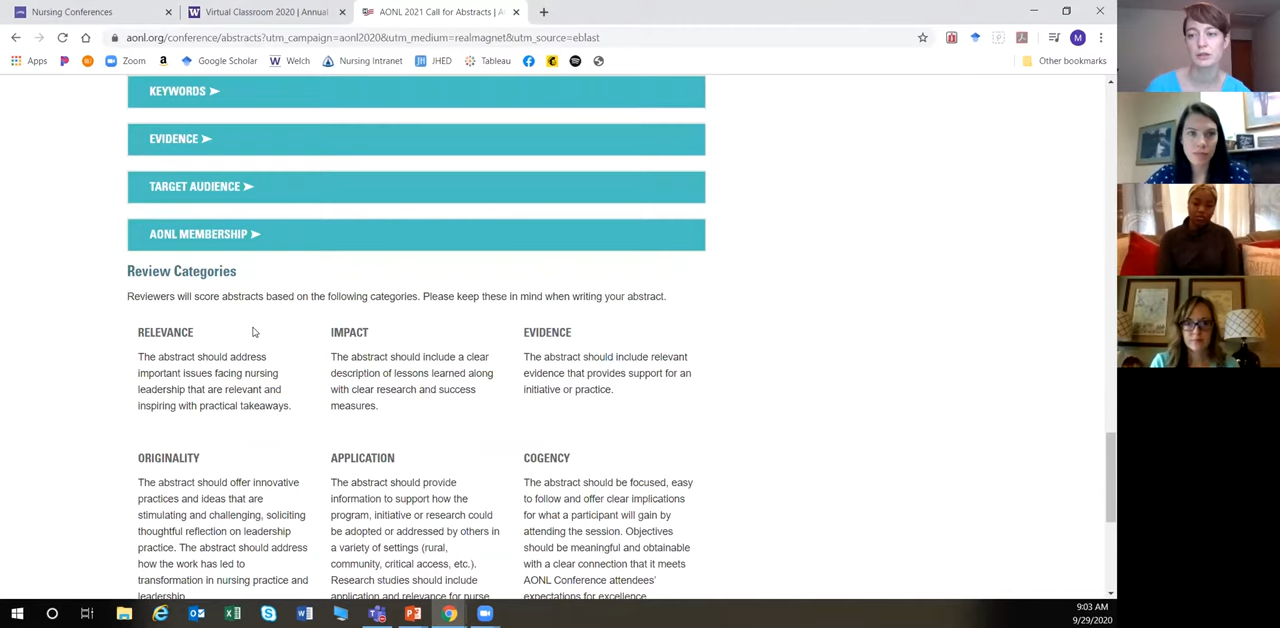 Nursing Conferences
Virtual Classroom 2020 | Annual
AONL 2021 Call for Abstracts | A
aonl.org/conference/abstracts?utm_campaign=aonl2020&utm_medium=realmagnet&utm_source=eblast
M
Apps
Zoom
Google Scholar
W Welch
Nursing Intranet
JH JHED
Tableau
Other bookmarks
KEYWORDS ➤
EVIDENCE ➤
TARGET AUDIENCE ➤
AONL MEMBERSHIP ➤
Review Categories
Reviewers will score abstracts based on the following categories. Please keep these in mind when writing your abstract.
RELEVANCE
The abstract should address
important issues facing nursing
leadership that are relevant and
inspiring with practical takeaways.
IMPACT
The abstract should include a clear
description of lessons learned along
with clear research and success
measures.
EVIDENCE
The abstract should include relevant
evidence that provides support for an
initiative or practice.
ORIGINALITY
The abstract should offer innovative
practices and ideas that are
stimulating and challenging, soliciting
thoughtful reflection on leadership
practice. The abstract should address
how the work has led to
transformation in nursing practice and
leadership.
APPLICATION
The abstract should provide
information to support how the
program, initiative or research could
be adopted or addressed by others in
a variety of settings (rural,
community, critical access, etc.).
Research studies should include
application and relevance for nurse
COGENCY
The abstract should be focused, easy
to follow and offer clear implications
for what a participant will gain by
attending the session. Objectives
should be meaningful and obtainable
with a clear connection that it meets
AONL Conference attendees'
expectations for excellence.
9:03 AM
9/29/2020